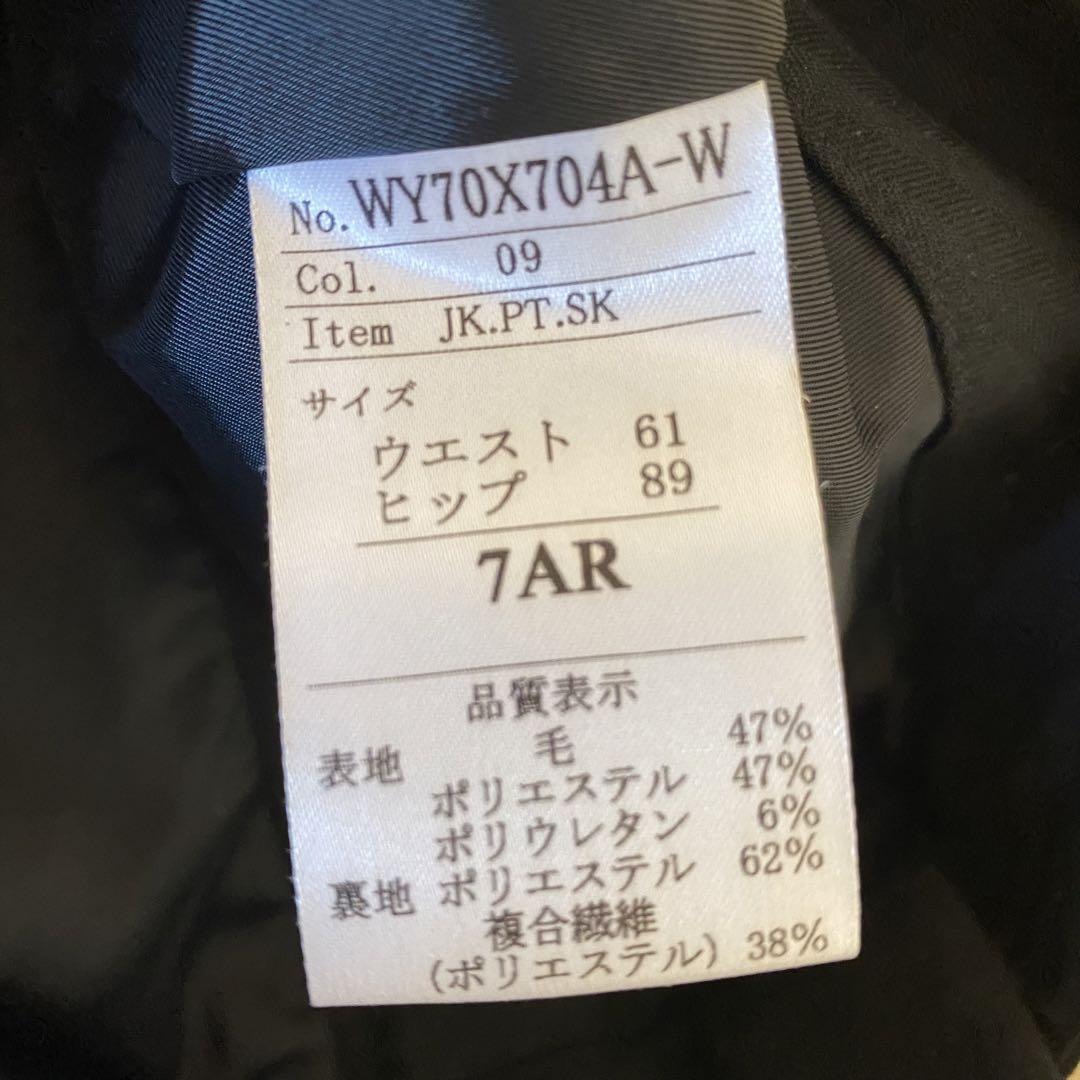 No. WY70X704A-W
Col. 09
Item JK.PT.SK
サイズ
ウエスト 61
ヒップ 89
7AR
品質表示
表地 毛 47%
ポリエステル 47%
ポリウレタン 6%
裏地 ポリエステル 62%
複合繊維
(ポリエステル) 38%